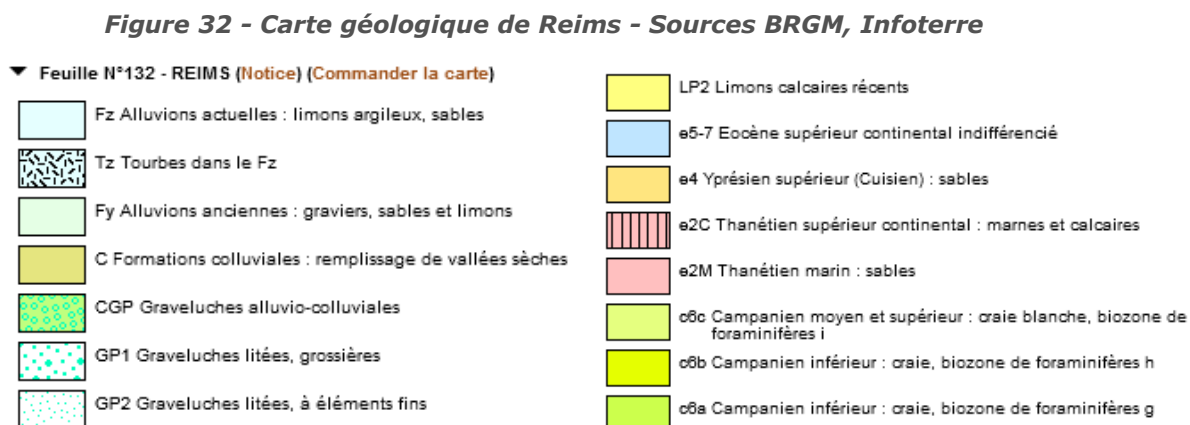 Figure 32 - Carte géologique de Reims - Sources BRGM, Infoterre
Feuille N°132 - REIMS (Notice) (Commander la carte)
Fz Alluvions actuelles : limons argileux, sables
Tz Tourbes dans le Fz
Fy Alluvions anciennes : graviers, sables et limons
C Formations colluviales : remplissage de vallées sèches
CGP Graveluches alluvio-colluviales
GP1 Graveluches litées, grossières
GP2 Graveluches litées, à éléments fins
LP2 Limons calcaires récents
e5-7 Eocène supérieur continental indifférencié
e4 Yprésien supérieur (Cuisien) : sables
e2C Thanétien supérieur continental : marnes et calcaires
e2M Thanétien marin : sables
c6c Campanien moyen et supérieur : craie blanche, biozone de
foraminifères i
c6b Campanien inférieur : craie, biozone de foraminifères h
c6a Campanien inférieur : craie, biozone de foraminifères g